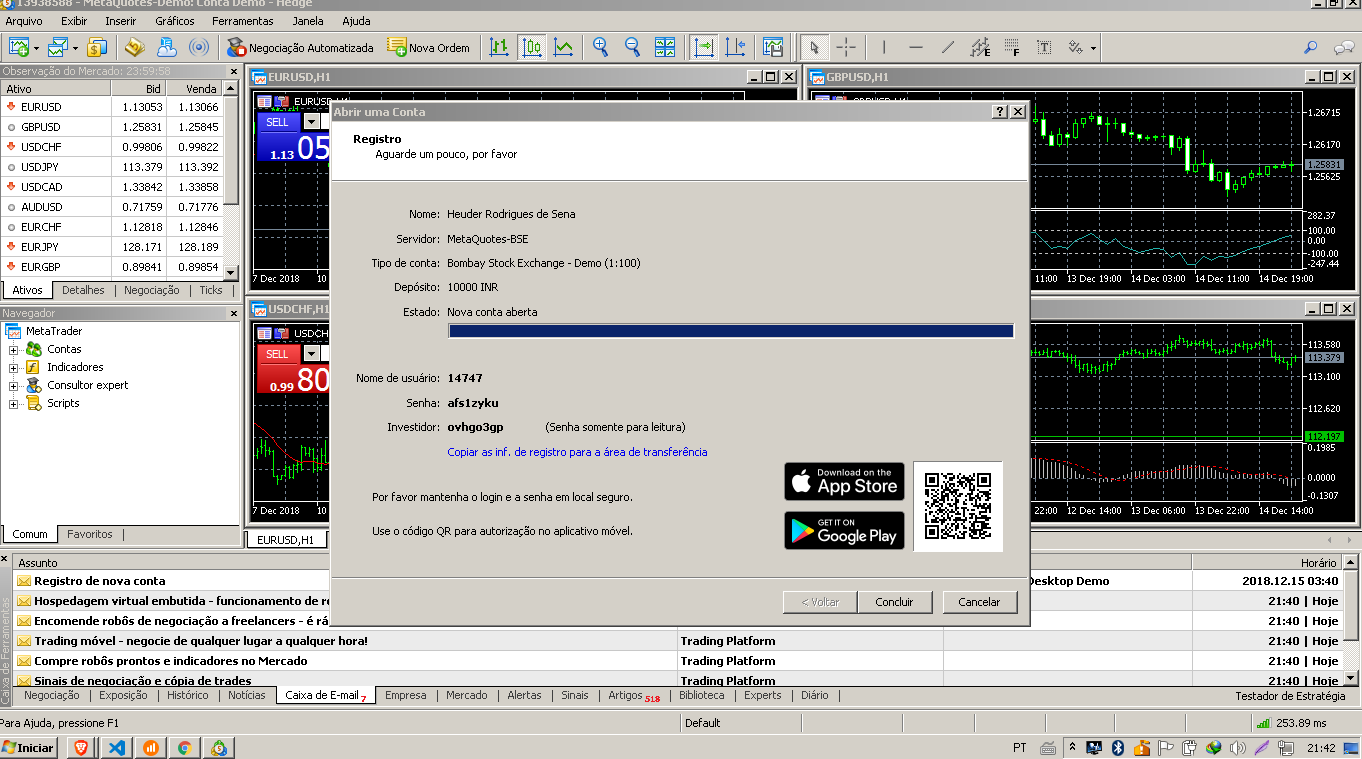 13938588 - MetaQuotes-Demo: Conta Demo - Hedge
Arquivo Exibir Inserir Gráficos Ferramentas Janela Ajuda
Negociação Automatizada Nova Ordem
Observação do Mercado: 23:59:58
Ativo Bid Venda
EURUSD 1.13053 1.13066
GBPUSD 1.25831 1.25845
USDCHF 0.99806 0.99822
USDJPY 113.379 113.392
USDCAD 1.33842 1.33858
AUDUSD 0.71759 0.71776
EURCHF 1.12818 1.12846
EURJPY 128.171 128.189
EURGBP 0.89841 0.89854
Ativos Detalhes Negociação Ticks
Navegador
MetaTrader
Contas
Indicadores
Consultor expert
Scripts
Comum Favoritos
EURUSD,H1
EURUSD,H1
SELL
1.13 05
7 Dec 2018 10
USDCHF,H1
USDCH
SELL
0.99 80
7 Dec 2018 10
EURUSD,H1
GBPUSD,H1
1.26715
1.26170
1.25831
1.25625
282.37
100.00
0.00
-100.00
-247.44
11:00 13 Dec 03:00 13 Dec 19:00 14 Dec 11:00 14 Dec 19:00
113.580
113.379
113.100
112.620
112.197
0.1985
0.0000
-0.1307
22:00 12 Dec 14:00 13 Dec 06:00 13 Dec 22:00 14 Dec 14:00
Abrir uma Conta
Registro
Aguarde um pouco, por favor
Nome: Heuder Rodrigues de Sena
Servidor: MetaQuotes-BSE
Tipo de conta: Bombay Stock Exchange - Demo (1:100)
Depósito: 10000 INR
Estado: Nova conta aberta
Nome de usuário: 14747
Senha: afs1zyku
Investidor: ovhgo3gp (Senha somente para leitura)
Copiar as inf. de registro para a área de transferência
Por favor mantenha o login e a senha em local seguro.
Use o código QR para autorização no aplicativo móvel.
Download on the
App Store
GET IT ON
Google Play
< Voltar Concluir Cancelar
Assunto Horário
Registro de nova conta Desktop Demo 2018.12.15 03:40
Hospedagem virtual embutida - funcionamento de 21:40 | Hoje
Encomende robôs de negociação a freelancers - é 21:40 | Hoje
Trading móvel - negocie de qualquer lugar a qualquer hora! Trading Platform 21:40 | Hoje
Compre robôs prontos e indicadores no Mercado Trading Platform 21:40 | Hoje
Sinais de negociação e cópia de trades Trading Platform 21:40 | Hoje
Caixa de Ferramentas
Negociação Exposição Histórico Notícias Caixa de E-mail 7 Empresa Mercado Alertas Sinais Artigos 518 Biblioteca Experts Diário Testador de Estratégia
Para Ajuda, pressione F1 Default 253.89 ms
Iniciar PT 21:42